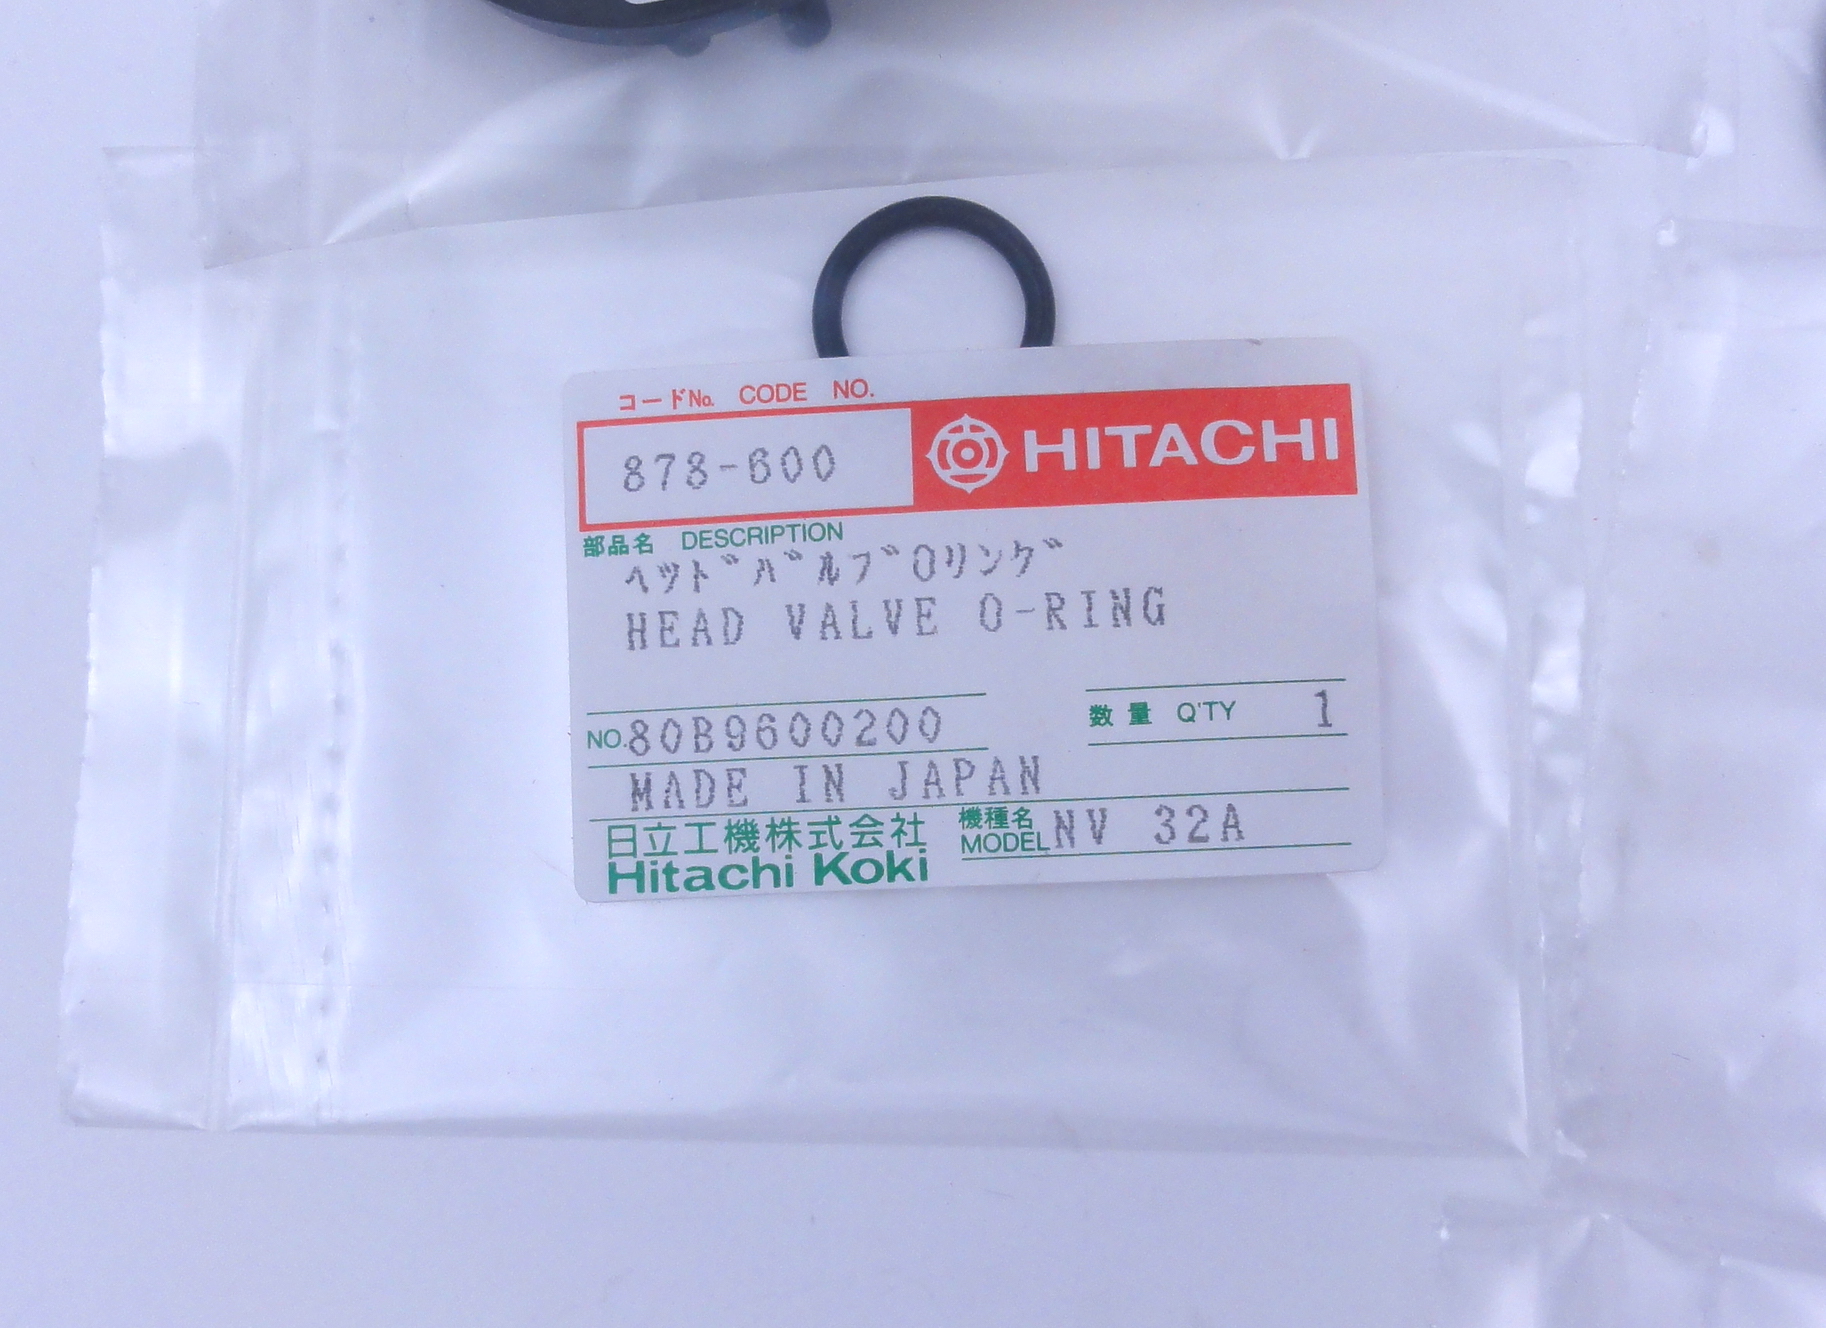 コードNo. CODE NO.
878-600
HITACHI
部品名 DESCRIPTION
ヘツド バルブ Oリング
HEAD VALVE O-RING
NO.80B9600200
数量 Q'TY 1
MADE IN JAPAN
日立工機株式会社
Hitachi Koki
機種名
MODEL NV 32A